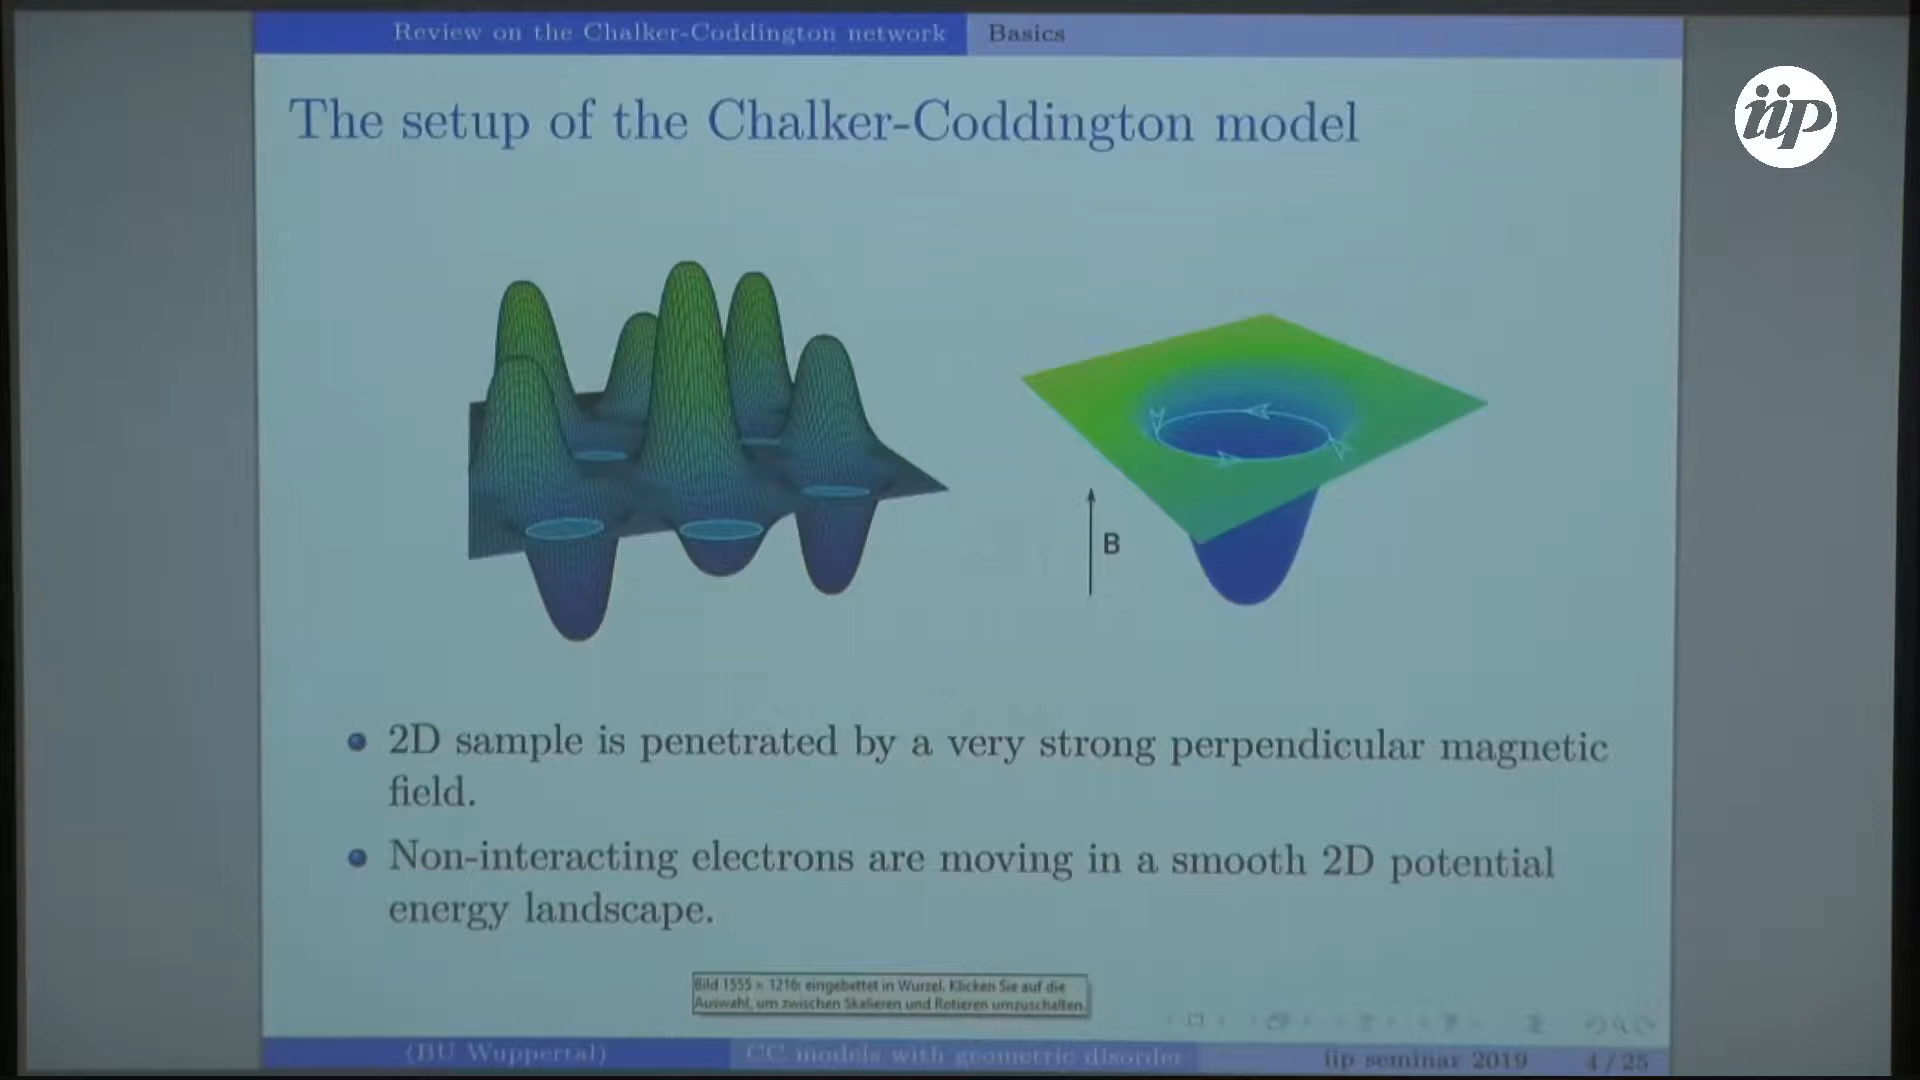 Review on the Chalker-Coddington network Basics
iip
The setup of the Chalker-Coddington model
B
2D sample is penetrated by a very strong perpendicular magnetic
field.
Non-interacting electrons are moving in a smooth 2D potential
energy landscape.
Bild 1555 × 1216: eingebettet in Wurzel. Klicken Sie auf die
Auswahl, um zwischen Skalieren und Rotieren umzuschalten.
(BU Wuppertal) CC models with geometric disorder iip seminar 2019 4 / 25